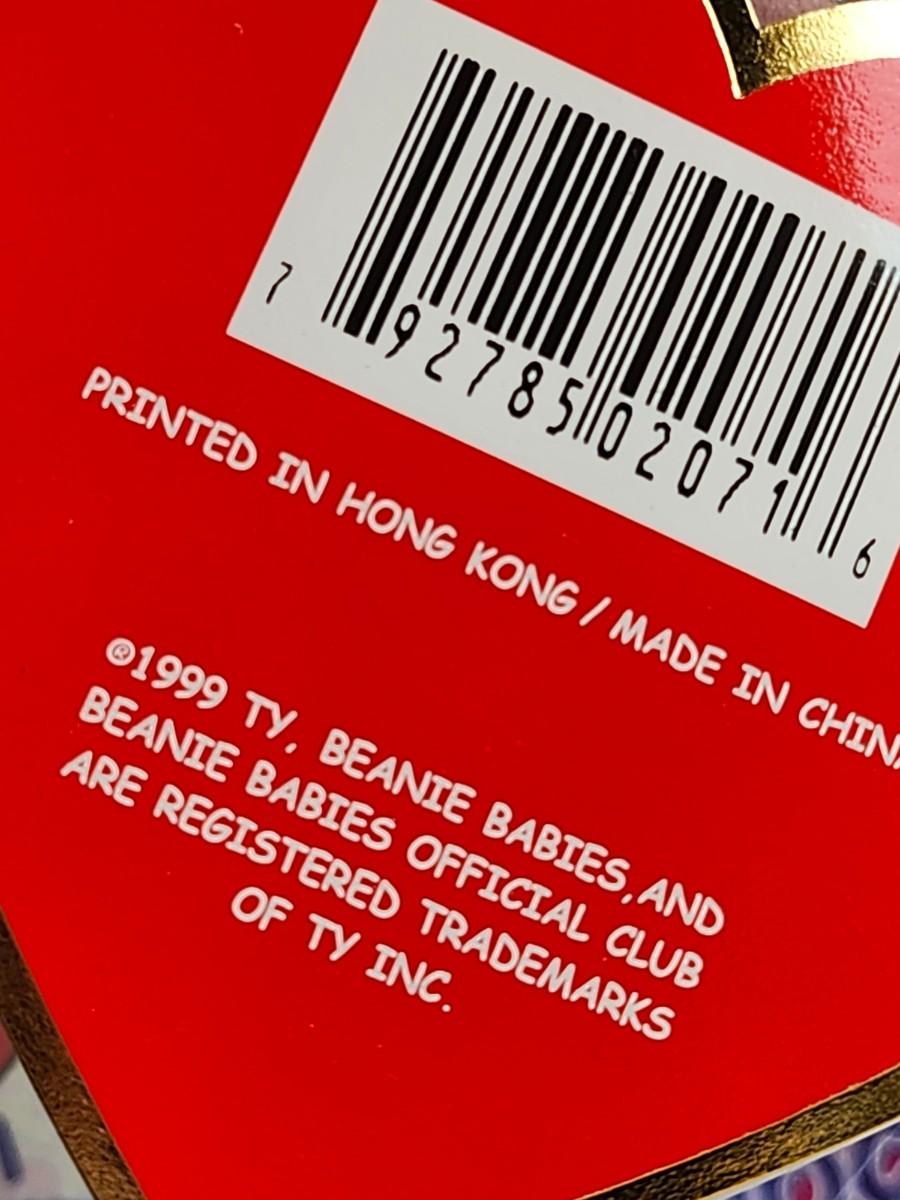 7 92785 02071 6
PRINTED IN HONG KONG / MADE IN CHINA
®1999 TY, BEANIE BABIES, AND
BEANIE BABIES OFFICIAL CLUB
ARE REGISTERED TRADEMARKS
OF TY INC.